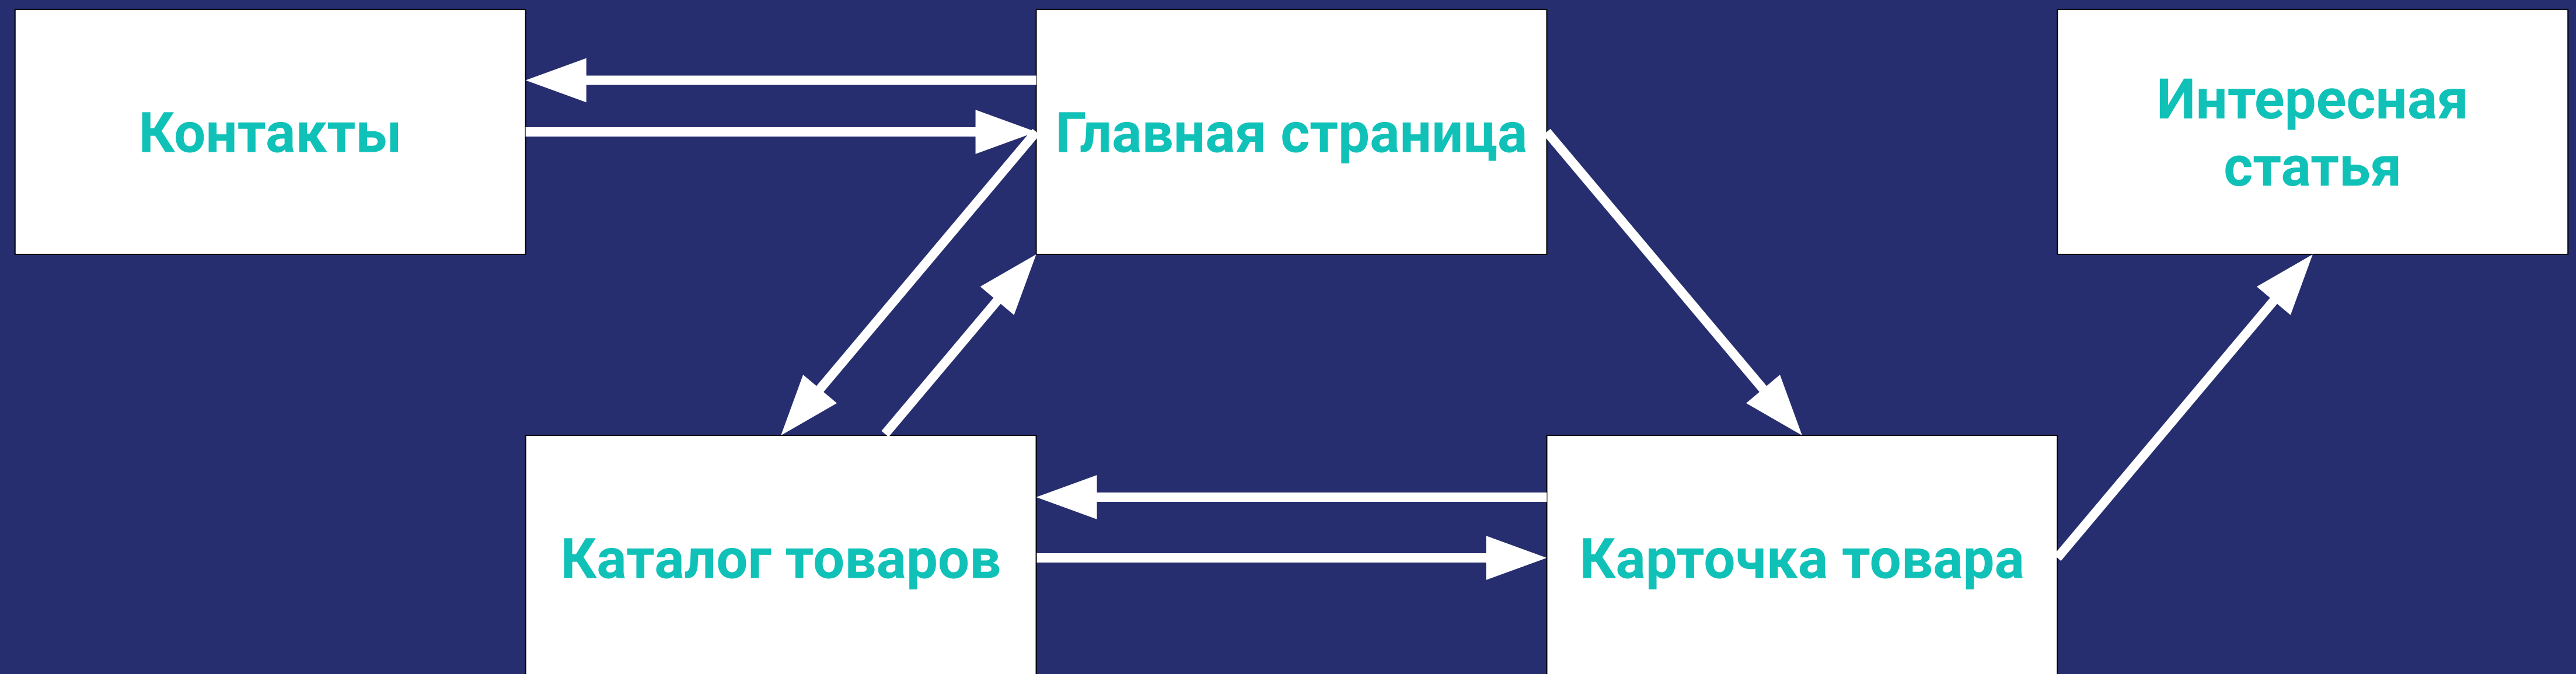 Контакты
Главная страница
Интересная
статья
Каталог товаров
Карточка товара